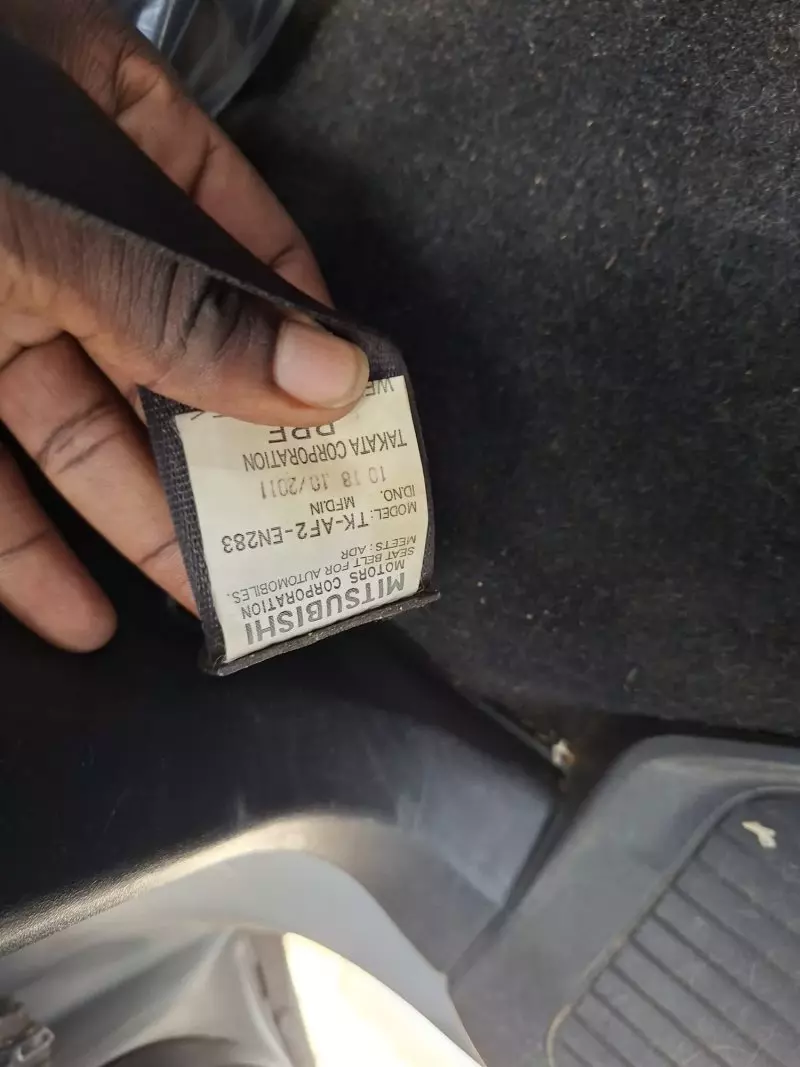 MITSUBISHI
MOTORS CORPORATION
SEAT BELT FOR AUTOMOBILES.
MEETS : ADR
MODEL: TK-AF2-EN283
ID.NO. MFD.IN
10 18 10/2011
TAKATA CORPORATION